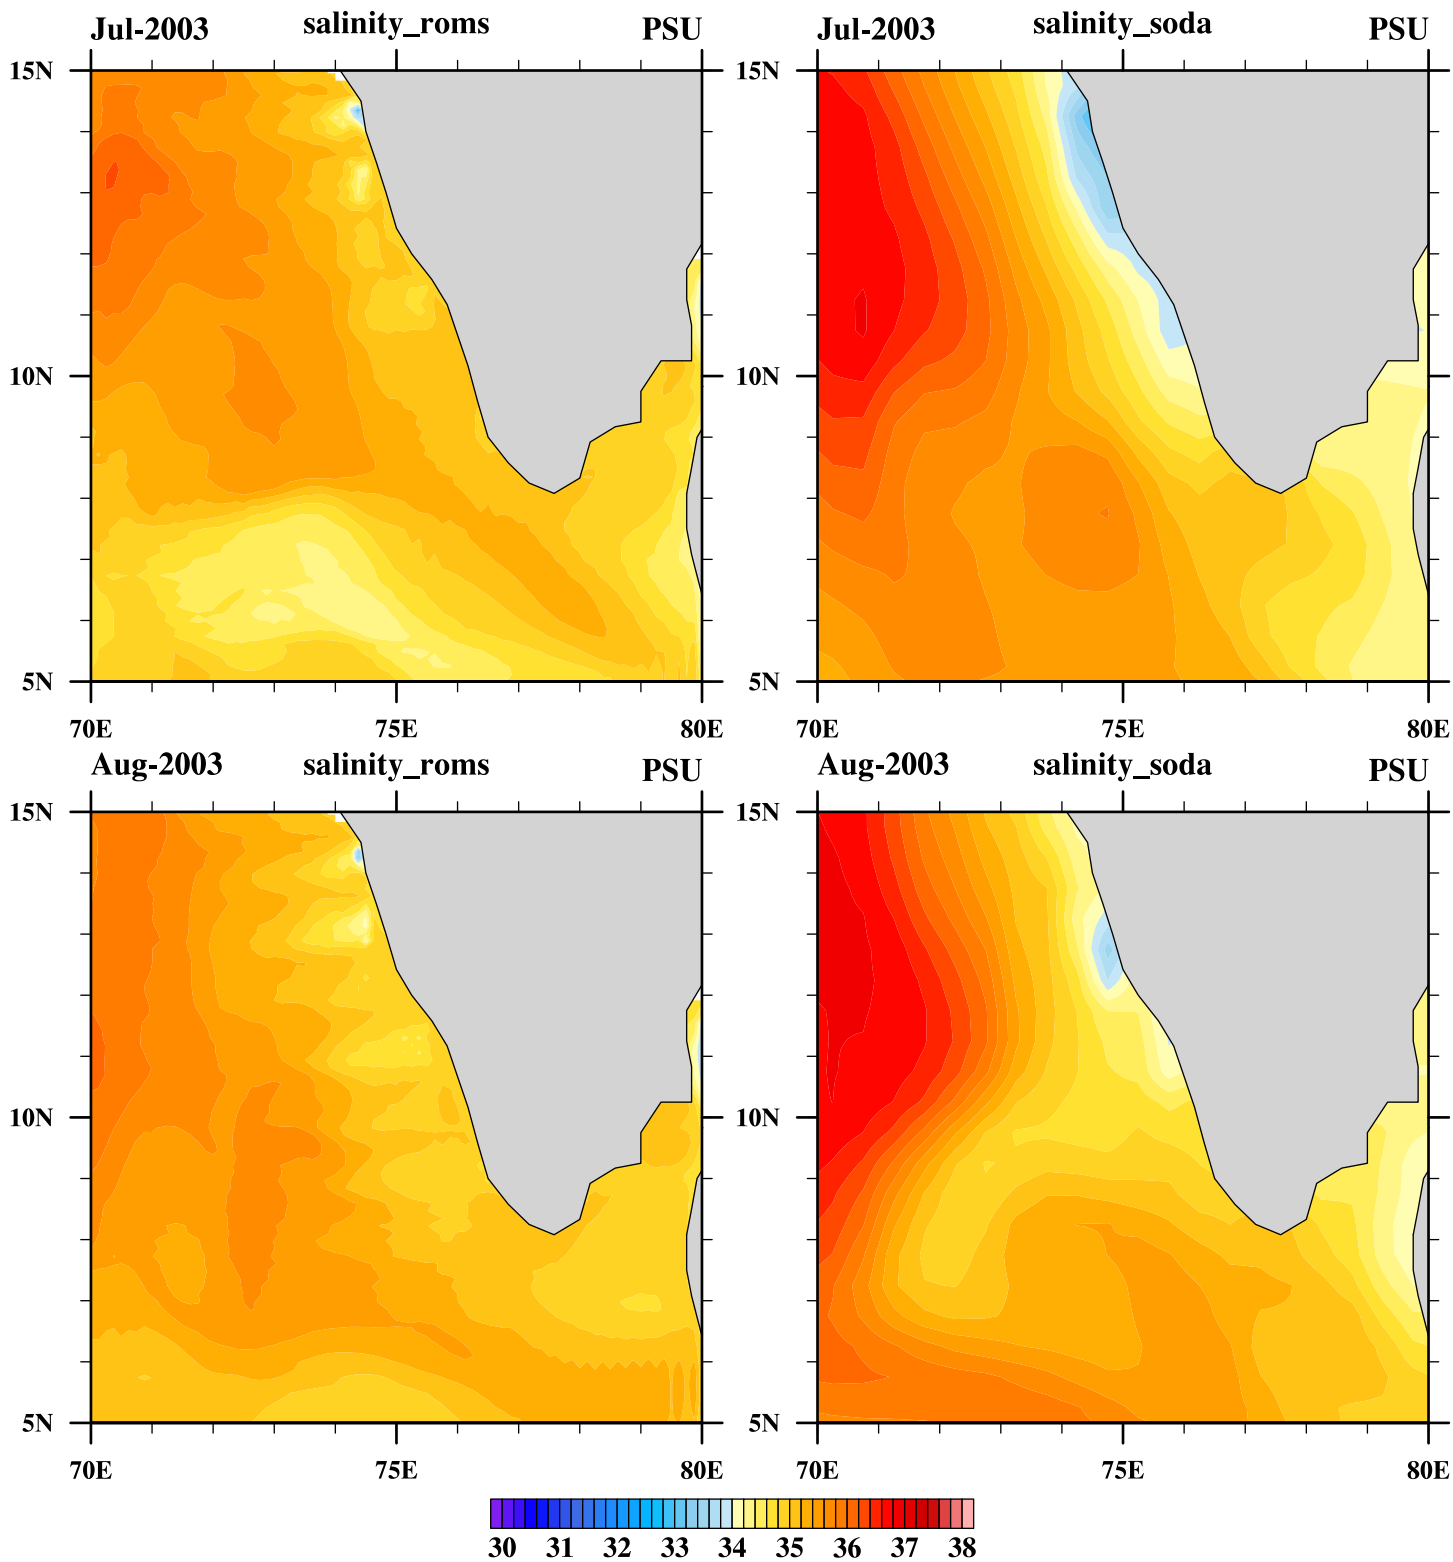 Jul-2003 salinity_roms PSU
Jul-2003 salinity_soda PSU
15N 15N
10N 10N
5N 5N
70E 75E 80E 70E 75E 80E
Aug-2003 salinity_roms PSU
Aug-2003 salinity_soda PSU
15N 15N
10N 10N
5N 5N
70E 75E 80E 70E 75E 80E
30 31 32 33 34 35 36 37 38